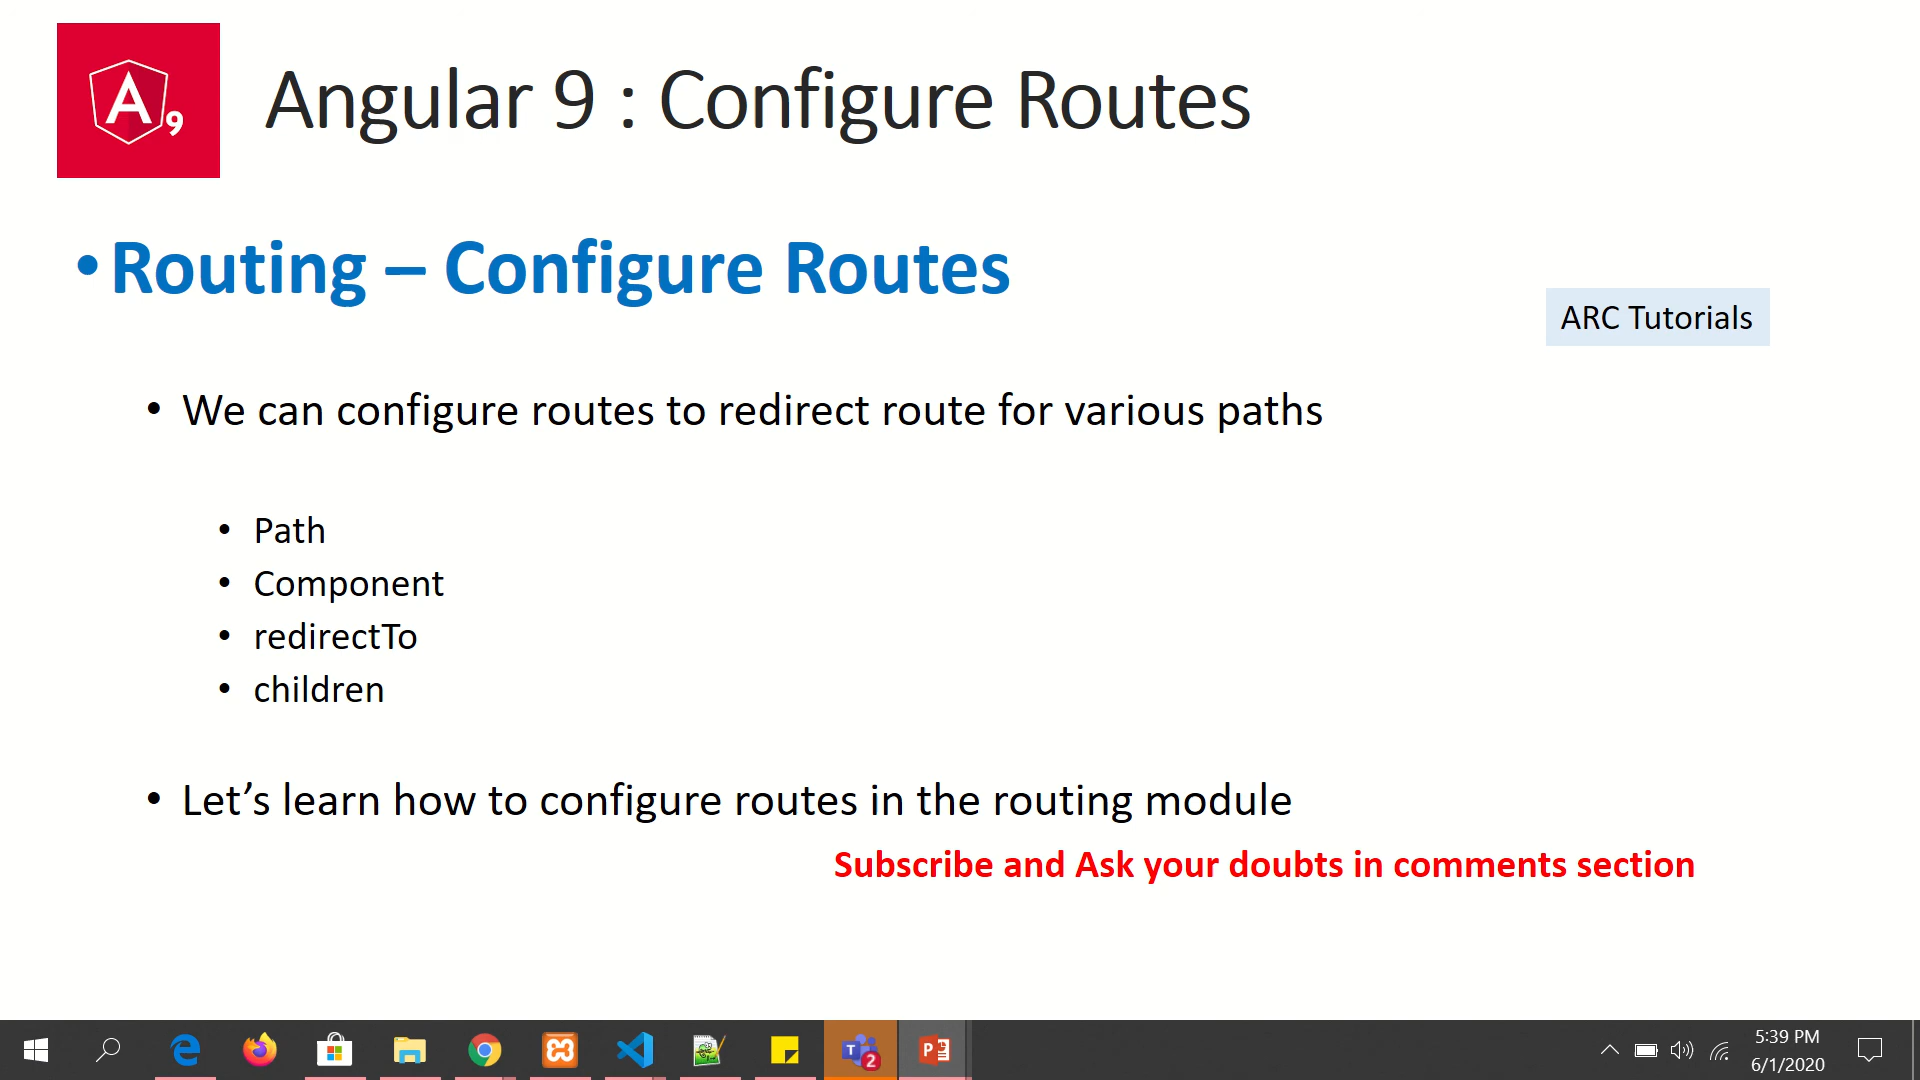 A9
Angular 9 : Configure Routes
• Routing – Configure Routes
ARC Tutorials
• We can configure routes to redirect route for various paths
• Path
• Component
• redirectTo
• children
• Let’s learn how to configure routes in the routing module
Subscribe and Ask your doubts in comments section
T 2
P
5:39 PM
6/1/2020